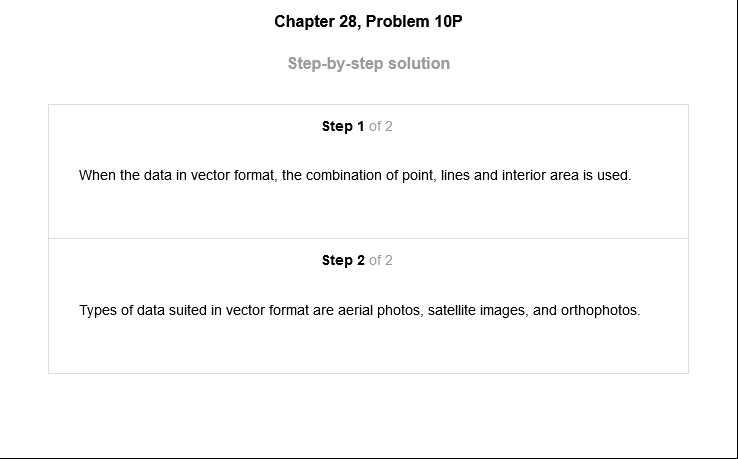 Chapter 28, Problem 10P
Step-by-step solution
Step 1 of 2
When the data in vector format, the combination of point, lines and interior area is used.
Step 2 of 2
Types of data suited in vector format are aerial photos, satellite images, and orthophotos.